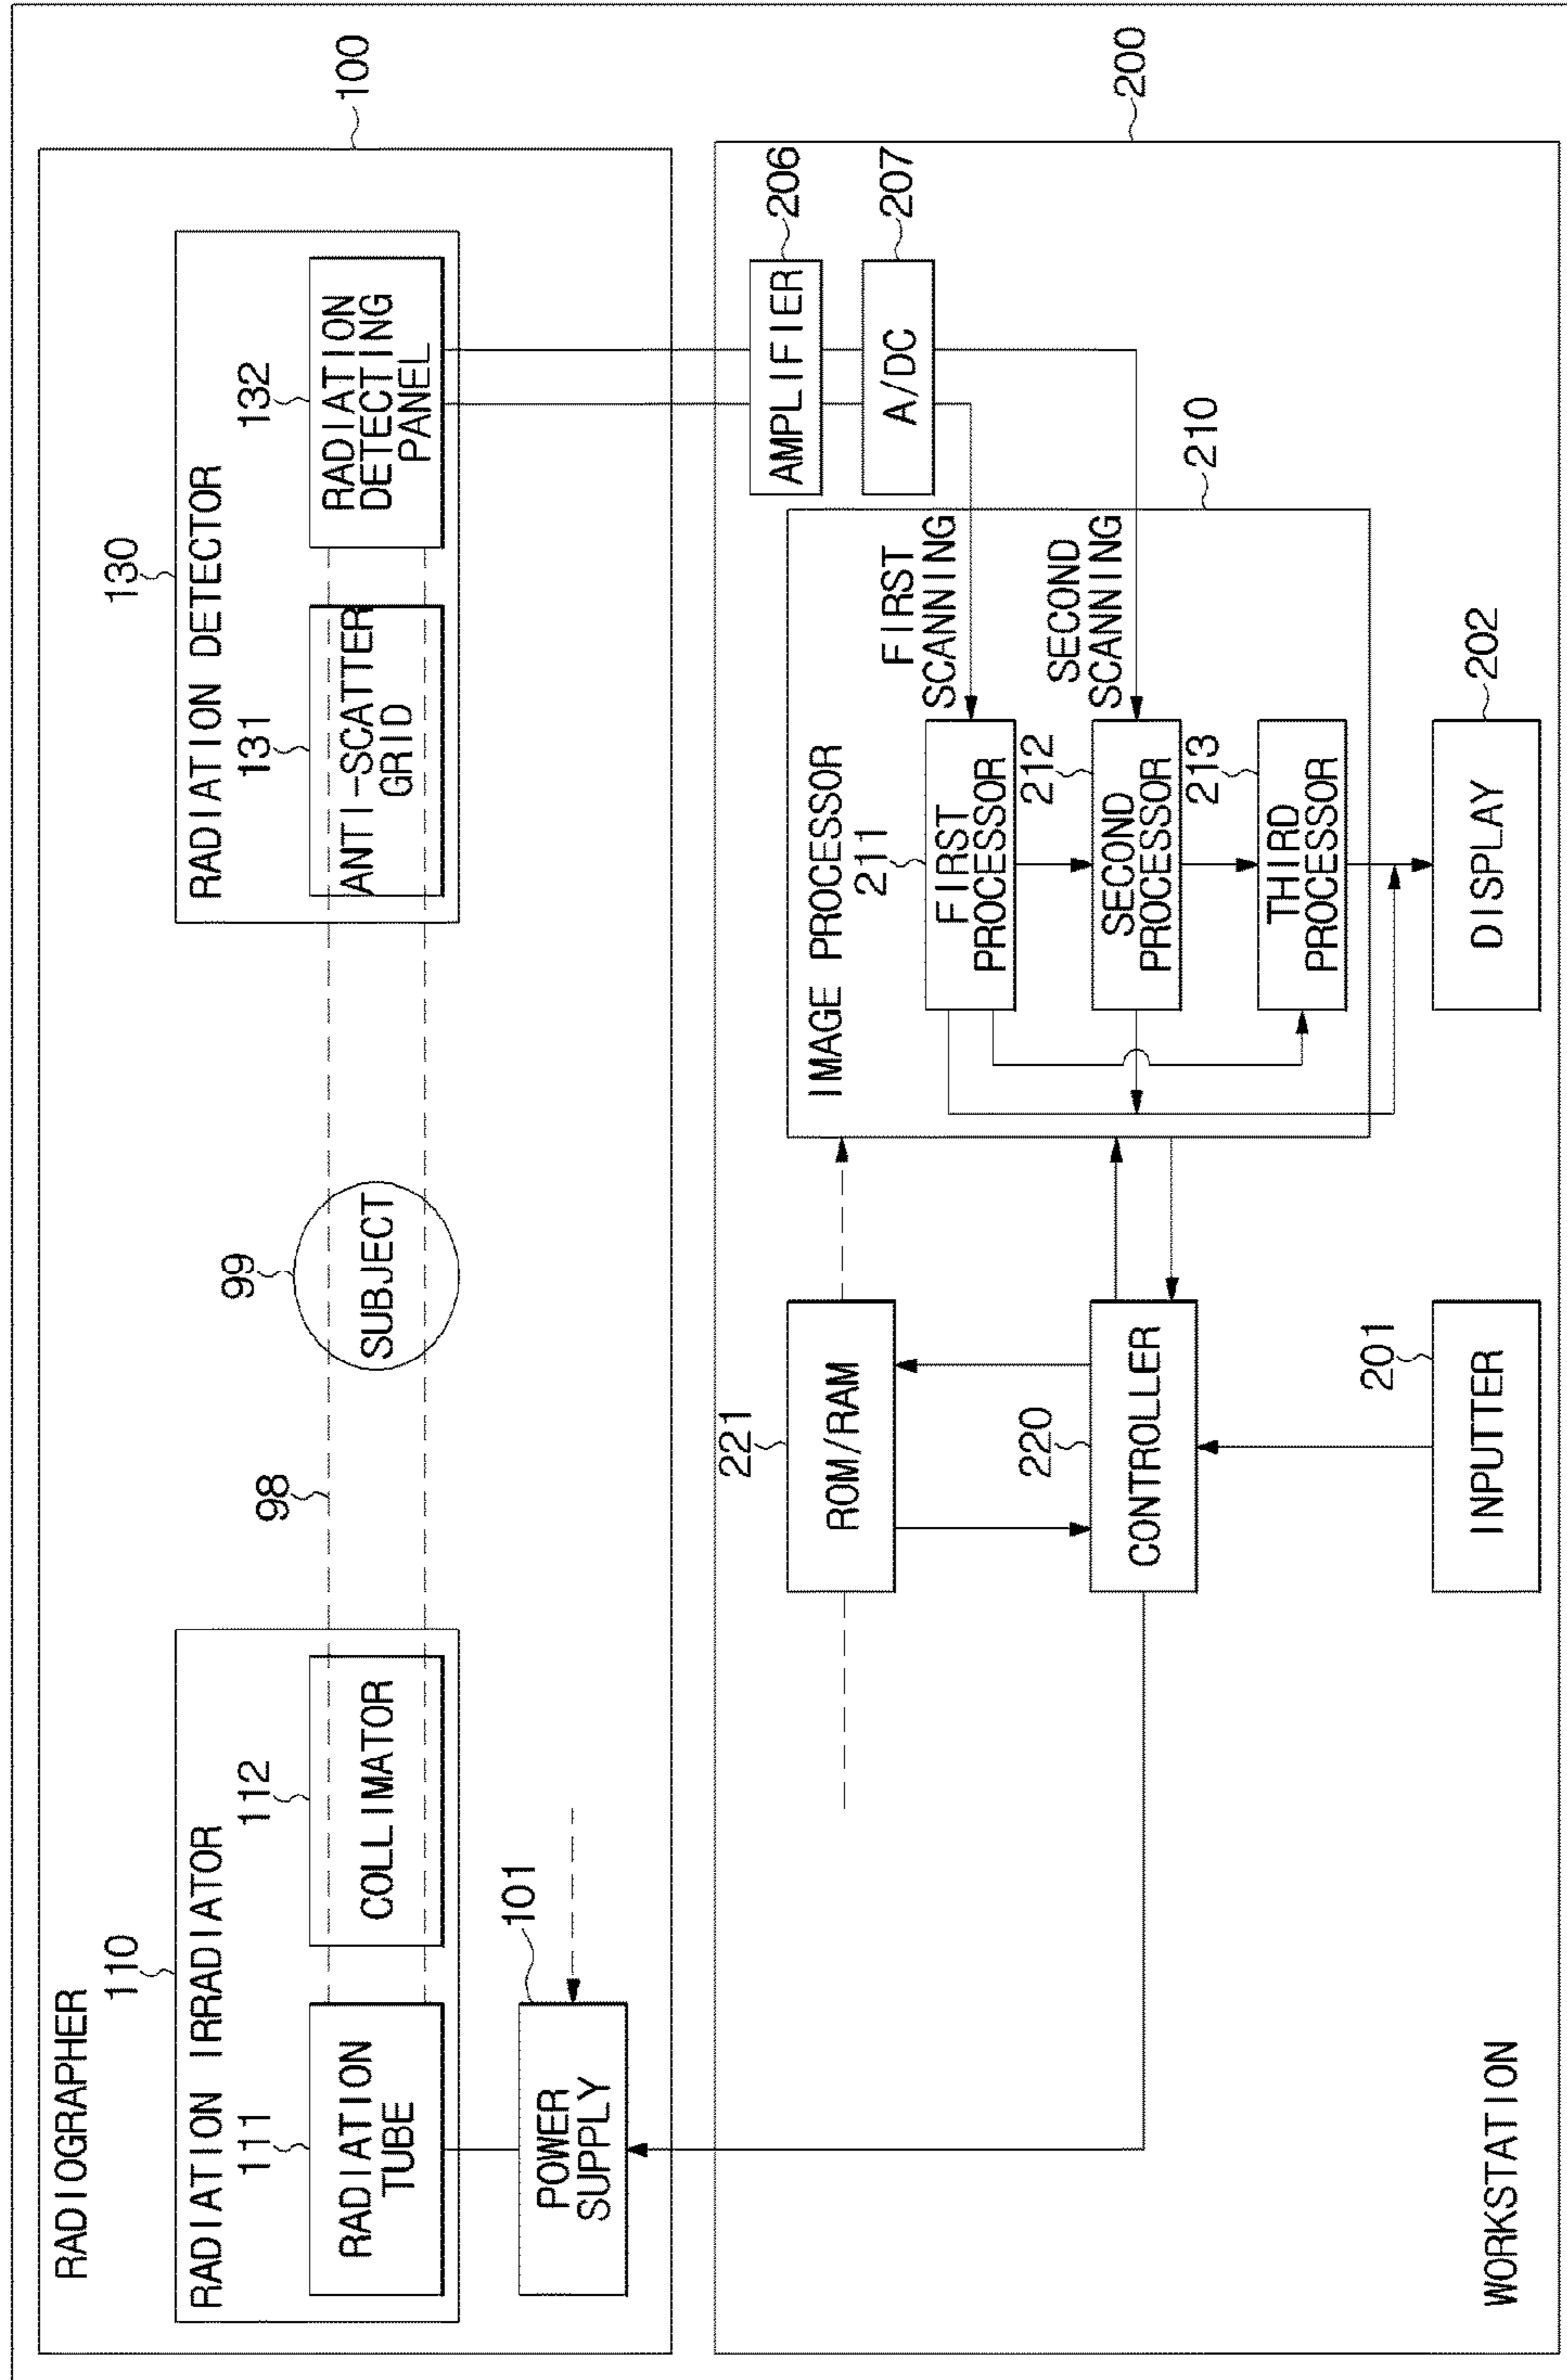 100
RADIOGRAPHER
110
130
RADIATION IRRADIATOR
RADIATION DETECTOR
111
112
98
99
131
132
RADIATION
TUBE
COLLIMATOR
SUBJECT
ANTI-SCATTER
GRID
RADIATION
DETECTING
PANEL
101
POWER
SUPPLY
200
221
ROM/RAM
AMPLIFIER
206
A/DC
207
IMAGE PROCESSOR
210
211
FIRST
SCANNING
FIRST
PROCESSOR
220
CONTROLLER
212
SECOND
SCANNING
SECOND
PROCESSOR
213
THIRD
PROCESSOR
201
INPUTTER
202
DISPLAY
WORKSTATION